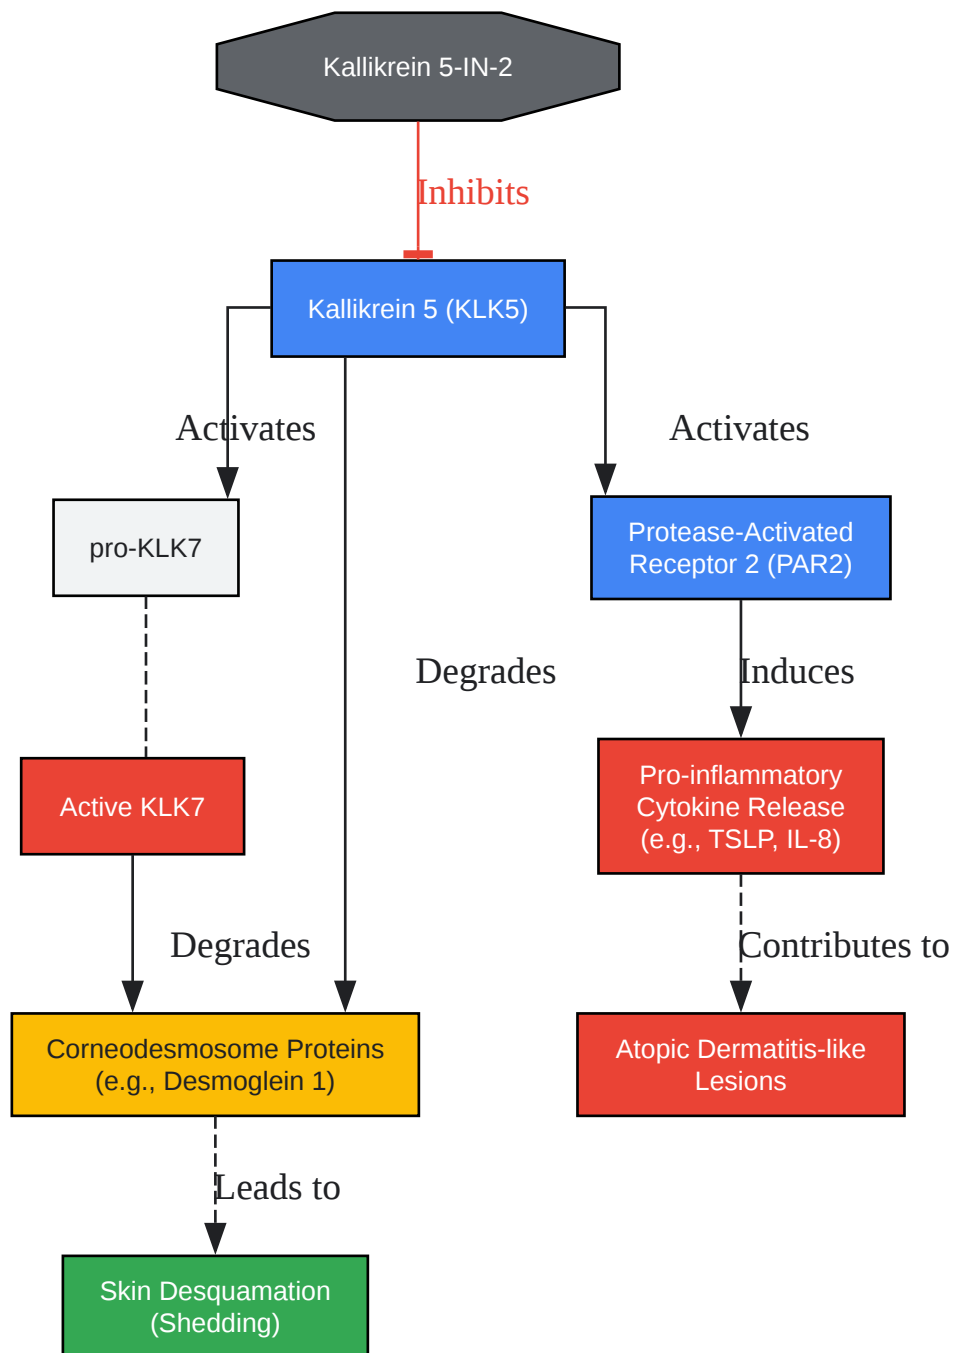 Kallikrein 5-IN-2
Inhibits
Kallikrein 5 (KLK5)
Activates
Activates
pro-KLK7
Protease-Activated
Receptor 2 (PAR2)
Degrades
Induces
Active KLK7
Pro-inflammatory
Cytokine Release
(e.g., TSLP, IL-8)
Degrades
Contributes to
Corneodesmosome Proteins
(e.g., Desmoglein 1)
Atopic Dermatitis-like
Lesions
Leads to
Skin Desquamation
(Shedding)